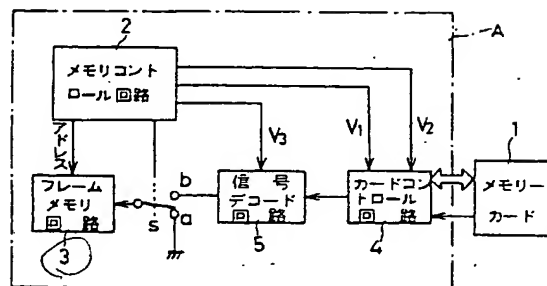 2
A
メモリコント
ロール回路
アドレス
V3
V1
V2
1
b
a
S
フレーム
メモリ
回路
3
信号
デコード
回路
5
カードコン
トロール
回路
4
メモリー
カード